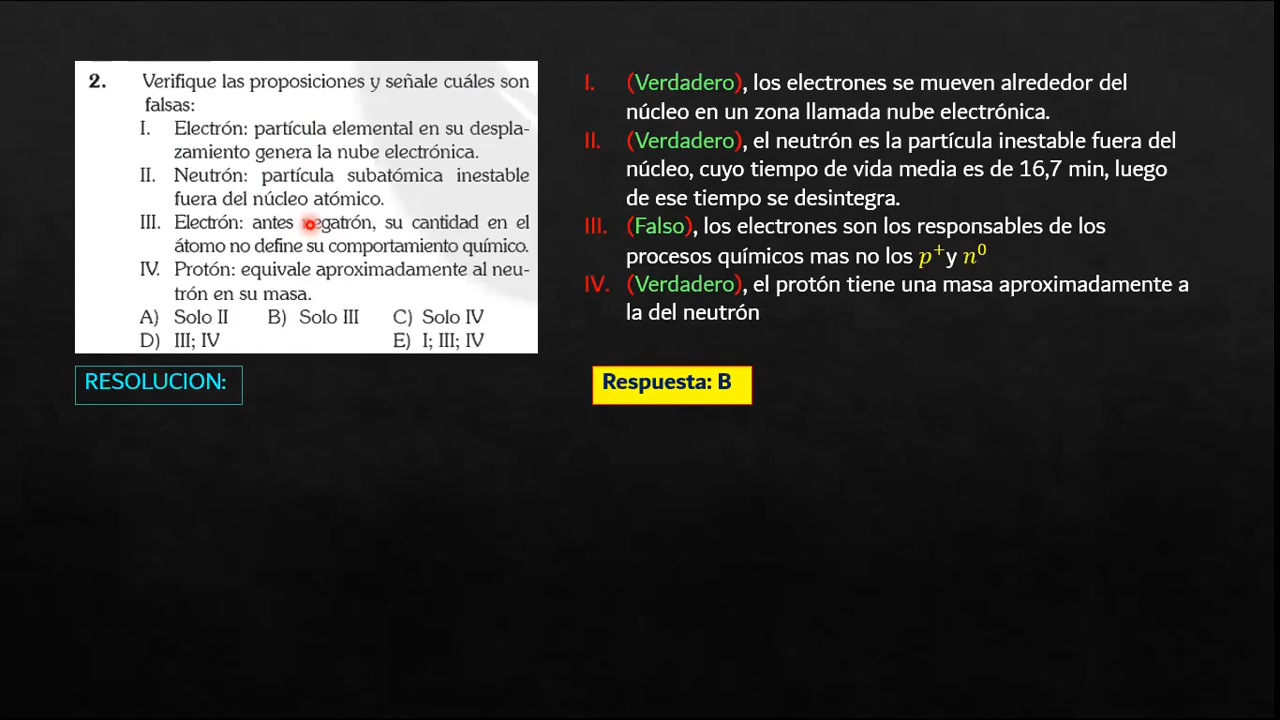 2. Verifique las proposiciones y señale cuáles son
falsas:
I. Electrón: partícula elemental en su despla-
zamiento genera la nube electrónica.
II. Neutrón: partícula subatómica inestable
fuera del núcleo atómico.
III. Electrón: antes negatrón, su cantidad en el
átomo no define su comportamiento químico.
IV. Protón: equivale aproximadamente al neu-
trón en su masa.
A) Solo II B) Solo III C) Solo IV
D) III; IV E) I; III; IV
RESOLUCION:
I. (Verdadero), los electrones se mueven alrededor del
núcleo en un zona llamada nube electrónica.
II. (Verdadero), el neutrón es la partícula inestable fuera del
núcleo, cuyo tiempo de vida media es de 16,7 min, luego
de ese tiempo se desintegra.
III. (Falso), los electrones son los responsables de los
procesos químicos mas no los p⁺y n⁰
IV. (Verdadero), el protón tiene una masa aproximadamente a
la del neutrón
Respuesta: B